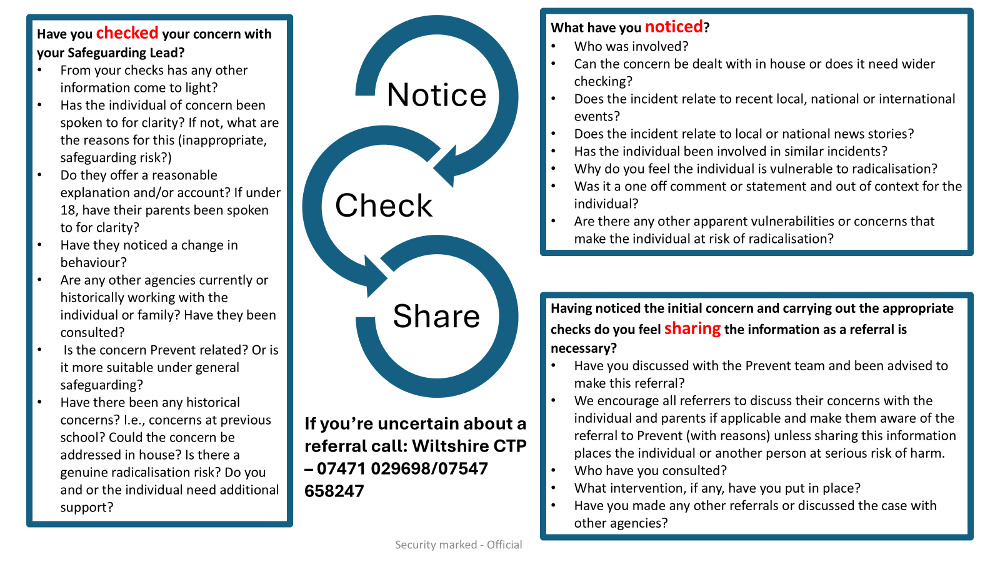 Have you checked your concern with
your Safeguarding Lead?
• From your checks has any other
information come to light?
• Has the individual of concern been
spoken to for clarity? If not, what are
the reasons for this (inappropriate,
safeguarding risk?)
• Do they offer a reasonable
explanation and/or account? If under
18, have their parents been spoken
to for clarity?
• Have they noticed a change in
behaviour?
• Are any other agencies currently or
historically working with the
individual or family? Have they been
consulted?
• Is the concern Prevent related? Or is
it more suitable under general
safeguarding?
• Have there been any historical
concerns? I.e., concerns at previous
school? Could the concern be
addressed in house? Is there a
genuine radicalisation risk? Do you
and or the individual need additional
support?
Notice
Check
Share
If you’re uncertain about a
referral call: Wiltshire CTP
– 07471 029698/07547
658247
What have you noticed?
• Who was involved?
• Can the concern be dealt with in house or does it need wider
checking?
• Does the incident relate to recent local, national or international
events?
• Does the incident relate to local or national news stories?
• Has the individual been involved in similar incidents?
• Why do you feel the individual is vulnerable to radicalisation?
• Was it a one off comment or statement and out of context for the
individual?
• Are there any other apparent vulnerabilities or concerns that
make the individual at risk of radicalisation?
Having noticed the initial concern and carrying out the appropriate
checks do you feel sharing the information as a referral is
necessary?
• Have you discussed with the Prevent team and been advised to
make this referral?
• We encourage all referrers to discuss their concerns with the
individual and parents if applicable and make them aware of the
referral to Prevent (with reasons) unless sharing this information
places the individual or another person at serious risk of harm.
• Who have you consulted?
• What intervention, if any, have you put in place?
• Have you made any other referrals or discussed the case with
other agencies?
Security marked - Official